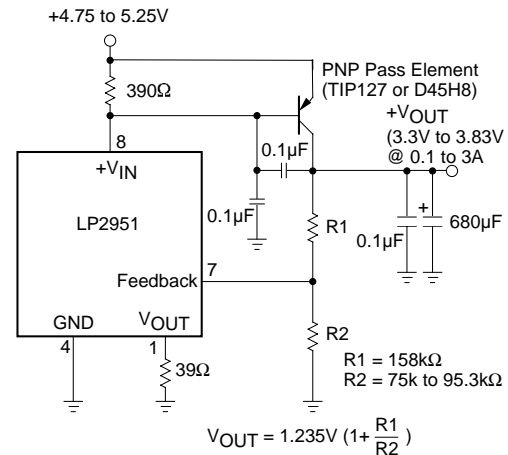 +4.75 to 5.25V
390Ω
PNP Pass Element
(TIP127 or D45H8)
+VOUT
(3.3V to 3.83V
@ 0.1 to 3A
8
+VIN
0.1µF
LP2951
0.1µF
R1
0.1µF
+
680µF
Feedback
7
GND
VOUT
4
1
39Ω
R2
R1 = 158kΩ
R2 = 75k to 95.3kΩ
VOUT = 1.235V (1+ R1/R2 )